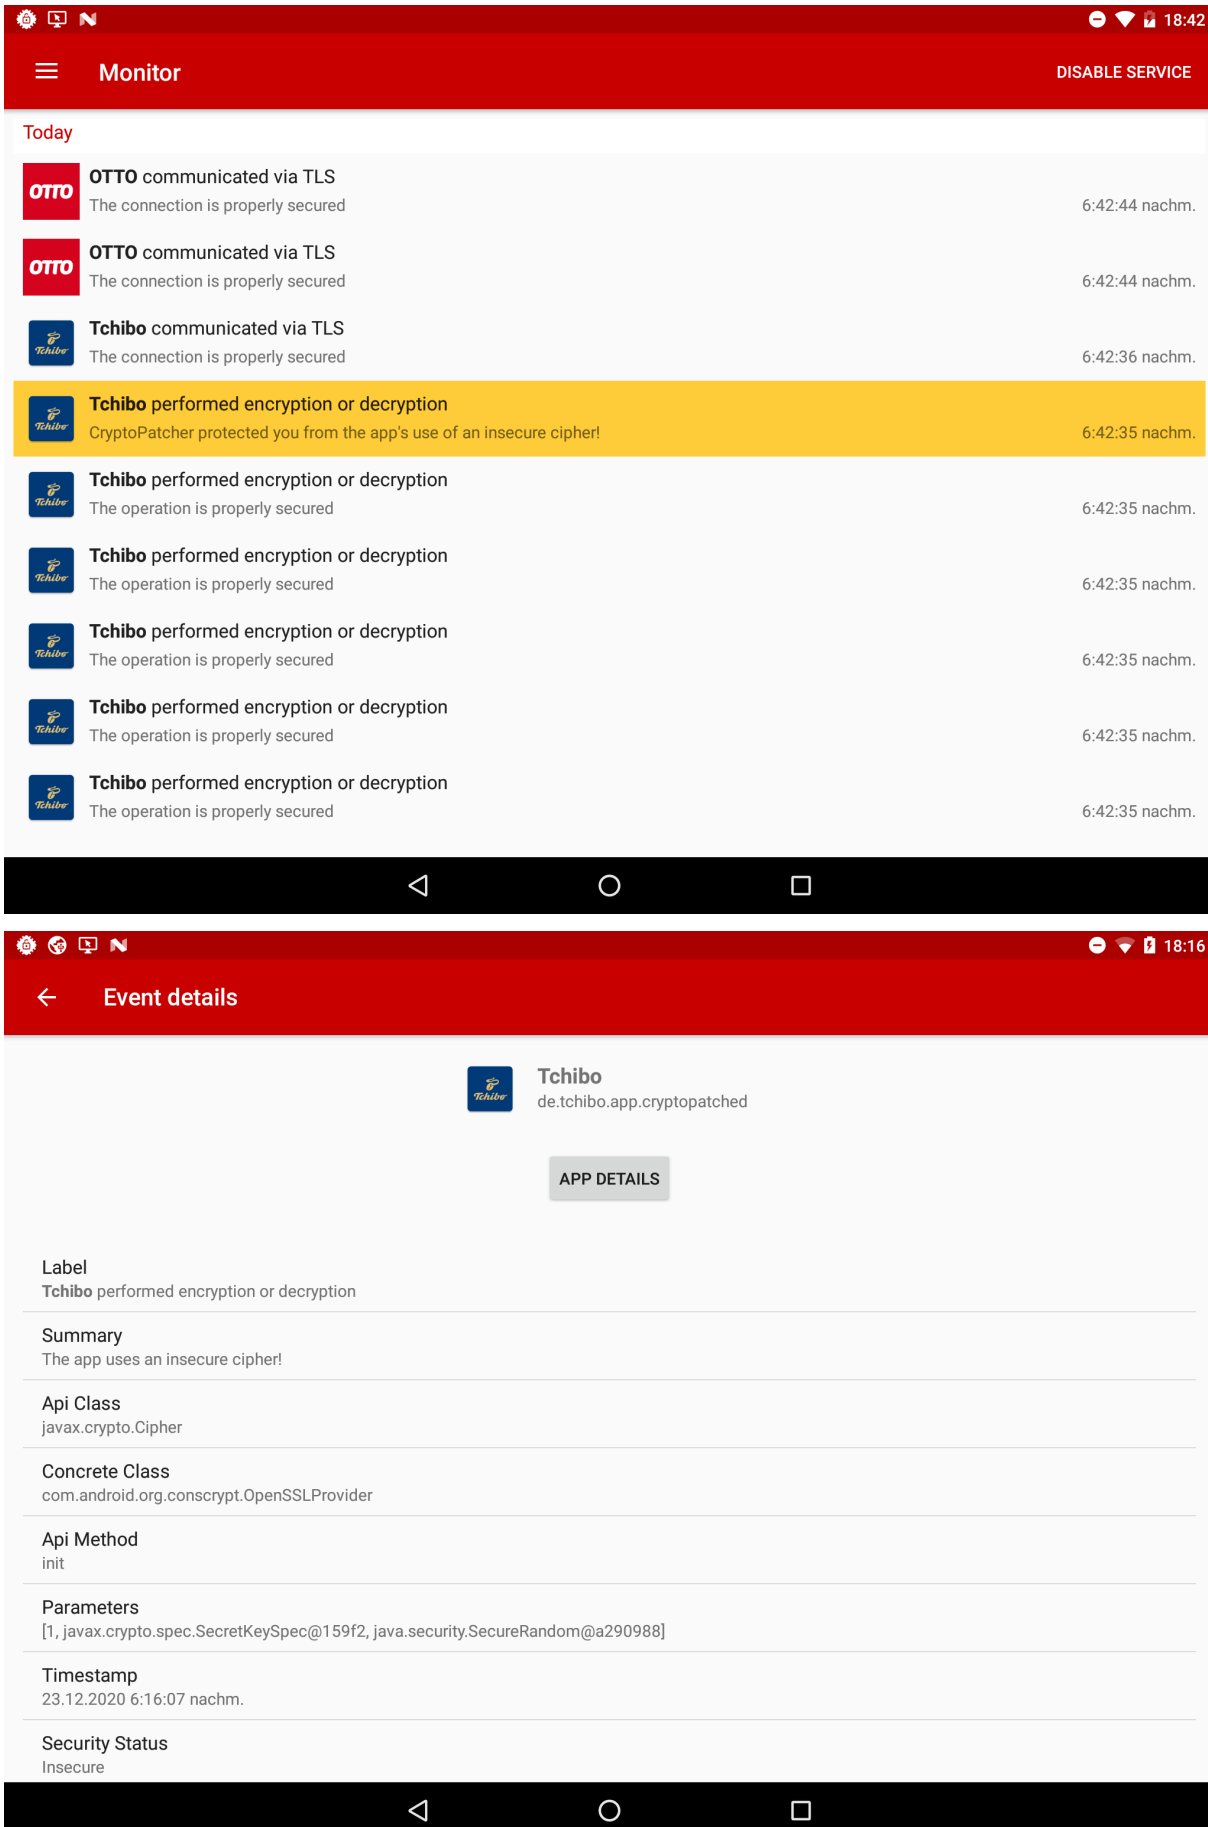 18:42
Monitor
DISABLE SERVICE
Today
OTTO
OTTO communicated via TLS
The connection is properly secured
6:42:44 nachm.
OTTO
OTTO communicated via TLS
The connection is properly secured
6:42:44 nachm.
Tchibo
Tchibo communicated via TLS
The connection is properly secured
6:42:36 nachm.
Tchibo
Tchibo performed encryption or decryption
CryptoPatcher protected you from the app's use of an insecure cipher!
6:42:35 nachm.
Tchibo
Tchibo performed encryption or decryption
The operation is properly secured
6:42:35 nachm.
Tchibo
Tchibo performed encryption or decryption
The operation is properly secured
6:42:35 nachm.
Tchibo
Tchibo performed encryption or decryption
The operation is properly secured
6:42:35 nachm.
Tchibo
Tchibo performed encryption or decryption
The operation is properly secured
6:42:35 nachm.
Tchibo
Tchibo performed encryption or decryption
The operation is properly secured
6:42:35 nachm.
18:16
Event details
Tchibo
Tchibo
de.tchibo.app.cryptopatched
APP DETAILS
Label
Tchibo performed encryption or decryption
Summary
The app uses an insecure cipher!
Api Class
javax.crypto.Cipher
Concrete Class
com.android.org.conscrypt.OpenSSLProvider
Api Method
init
Parameters
[1, javax.crypto.spec.SecretKeySpec@159f2, java.security.SecureRandom@a290988]
Timestamp
23.12.2020 6:16:07 nachm.
Security Status
Insecure